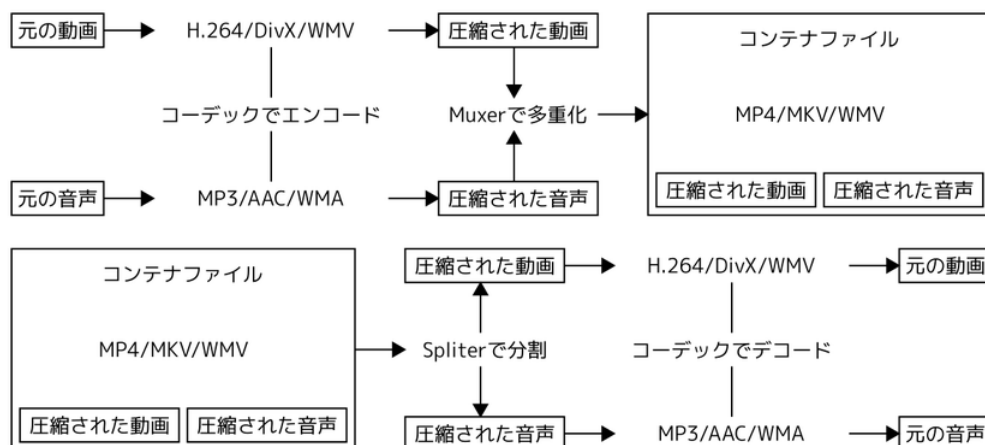 元の動画
H.264/DivX/WMV
圧縮された動画
コーデックでエンコード
Muxerで多重化
元の音声
MP3/AAC/WMA
圧縮された音声
コンテナファイル
MP4/MKV/WMV
圧縮された動画
圧縮された音声
コンテナファイル
MP4/MKV/WMV
圧縮された動画
圧縮された音声
Spliterで分割
圧縮された動画
H.264/DivX/WMV
元の動画
コーデックでデコード
圧縮された音声
MP3/AAC/WMA
元の音声